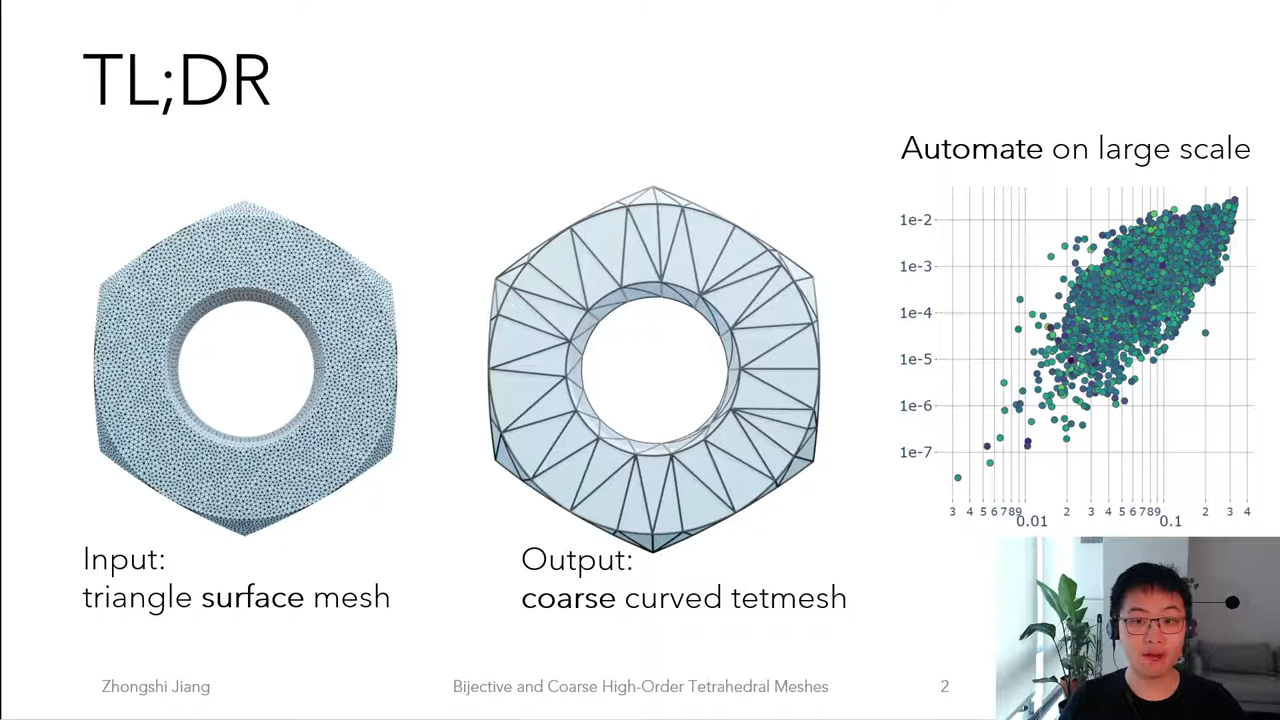 TL;DR
Automate on large scale
1e-2
1e-3
1e-4
1e-5
1e-6
1e-7
3 4 5 6 7 8 9 2 3 4 5 6 7 8 9 2 3 4
0.01 0.1
Input:
triangle surface mesh
Output:
coarse curved tetmesh
Zhongshi Jiang
Bijective and Coarse High-Order Tetrahedral Meshes
2